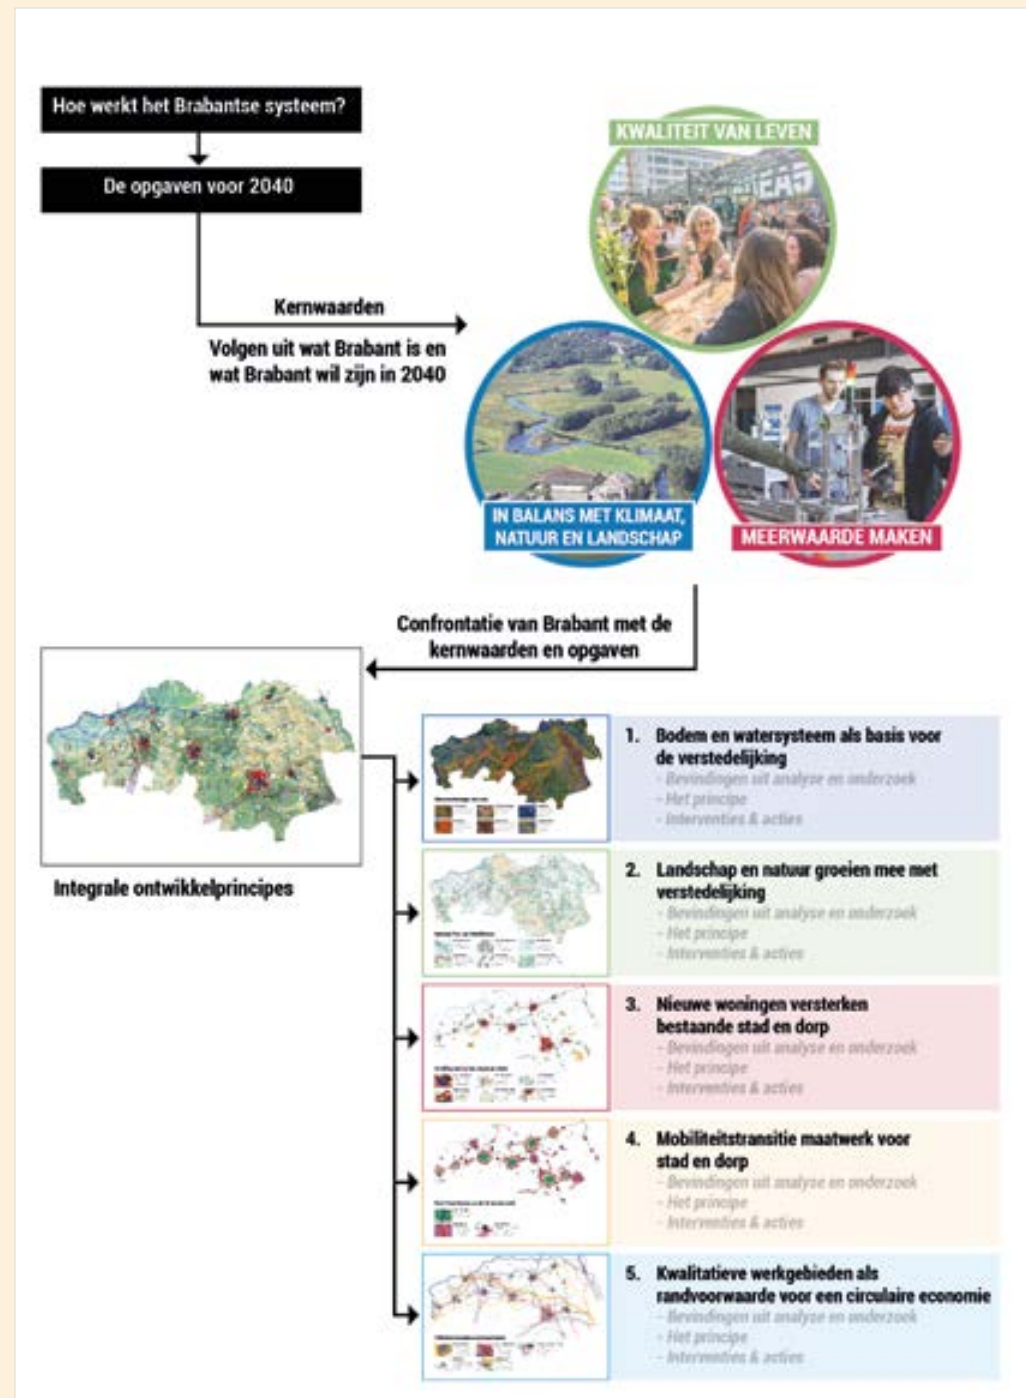 Hoe werkt het Brabantse systeem?
De opgaven voor 2040
KWALITEIT VAN LEVEN
Kernwaarden
Volgen uit wat Brabant is en
wat Brabant wil zijn in 2040
IN BALANS MET KLIMAAT,
NATUUR EN LANDSCHAP
MEERWAARDE MAKEN
Confrontatie van Brabant met de
kernwaarden en opgaven
Integrale ontwikkelprincipes
1. Bodem en watersysteem als basis voor
de verstedelijking
- Bevindingen uit analyse en onderzoek
- Het principe
- Interventies & acties
2. Landschap en natuur groeien mee met
verstedelijking
- Bevindingen uit analyse en onderzoek
- Het principe
- Interventies & acties
3. Nieuwe woningen versterken
bestaande stad en dorp
- Bevindingen uit analyse en onderzoek
- Het principe
- Interventies & acties
4. Mobiliteitstransitie maatwerk voor
stad en dorp
- Bevindingen uit analyse en onderzoek
- Het principe
- Interventies & acties
5. Kwalitatieve werkgebieden als
randvoorwaarde voor een circulaire economie
- Bevindingen uit analyse en onderzoek
- Het principe
- Interventies & acties